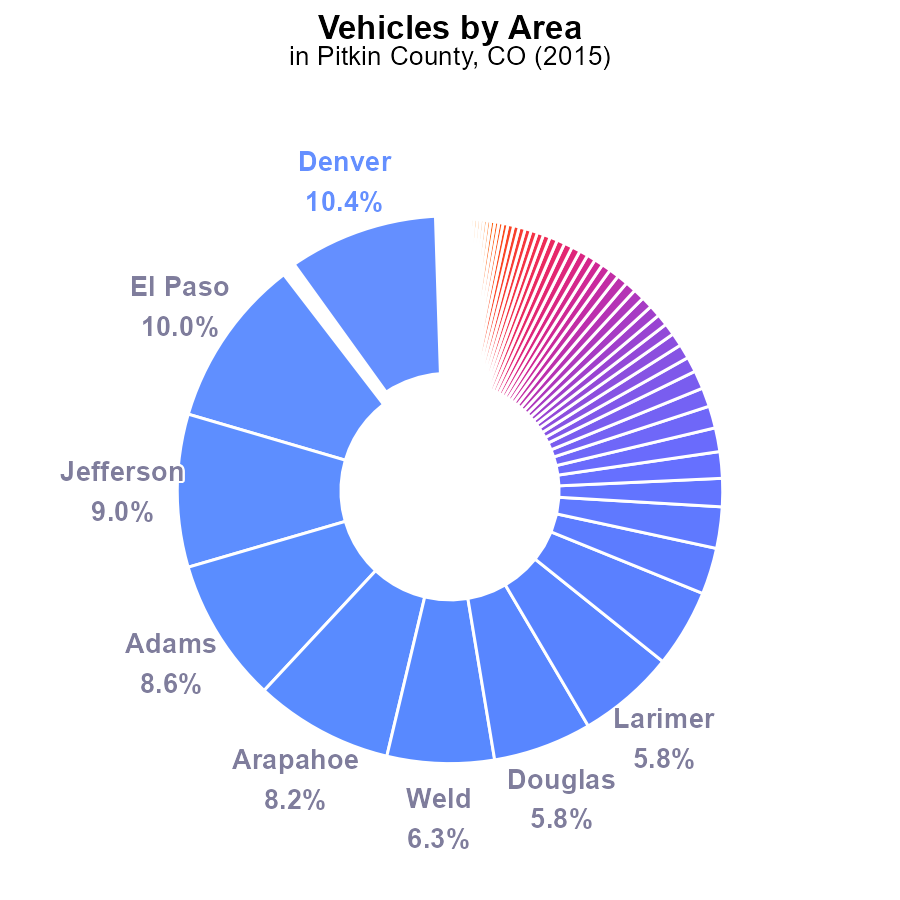 Vehicles by Area
in Pitkin County, CO (2015)
Denver
10.4%
El Paso
10.0%
Jefferson
9.0%
Adams
8.6%
Arapahoe
8.2%
Weld
6.3%
Douglas
5.8%
Larimer
5.8%